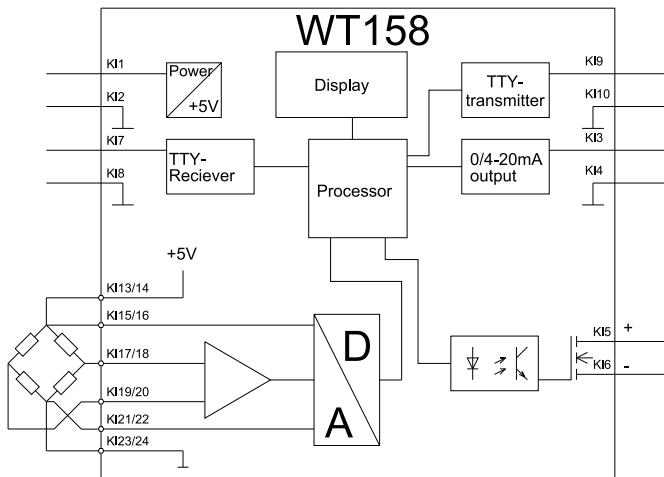 WT158
KI1
Power
+5V
KI2
Display
TTY-
transmitter
KI9
KI10
KI7
TTY-
Reciever
KI8
Processor
0/4-20mA
output
KI3
KI4
+5V
KI13/14
KI15/16
KI17/18
KI19/20
KI21/22
KI23/24
D
A
KI5 +
KI6 -